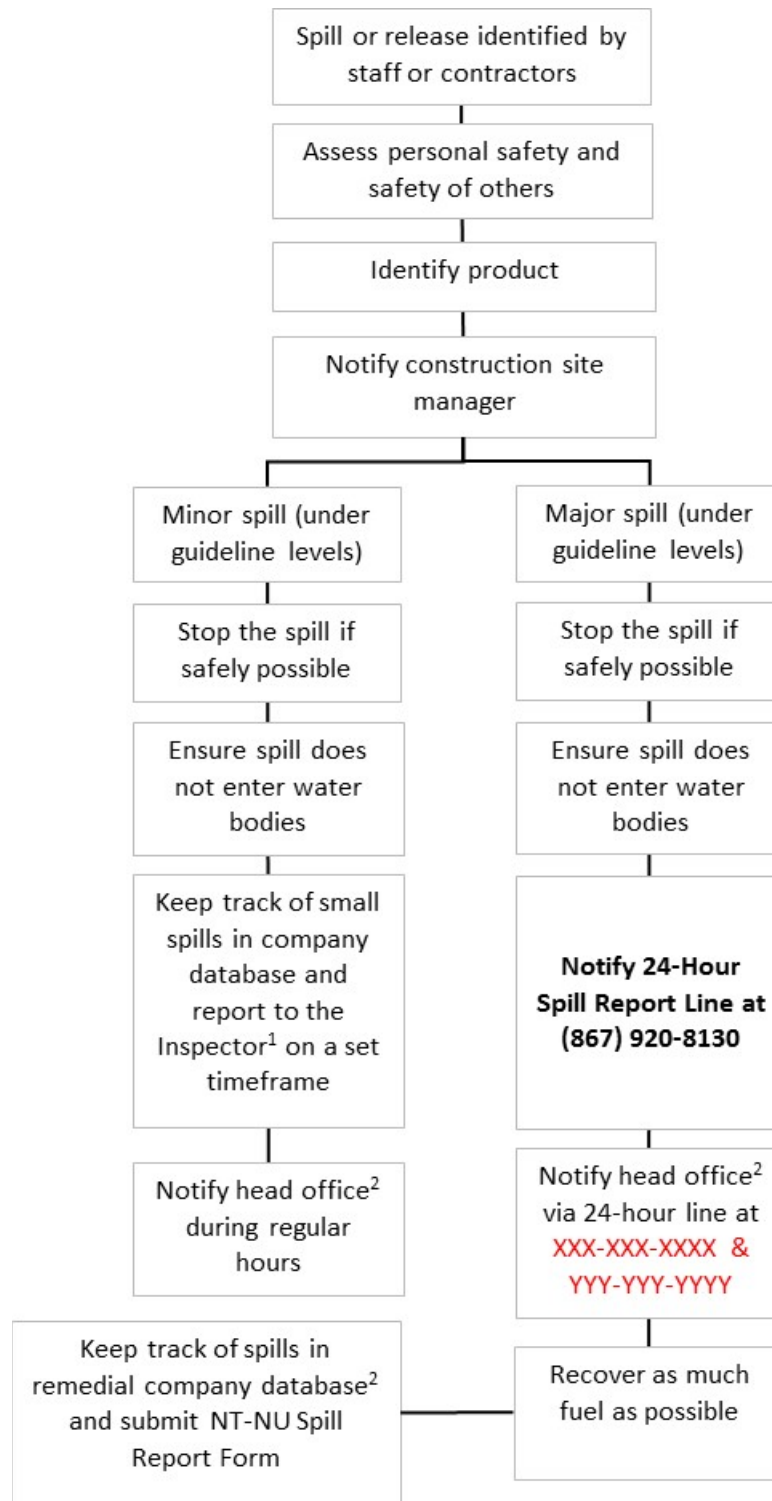 Spill or release identified by
staff or contractors
Assess personal safety and
safety of others
Identify product
Notify construction site
manager
Minor spill (under
guideline levels)
Stop the spill if
safely possible
Ensure spill does
not enter water
bodies
Keep track of small
spills in company
database and
report to the
Inspector¹ on a set
timeframe
Notify head office²
during regular
hours
Major spill (under
guideline levels)
Stop the spill if
safely possible
Ensure spill does
not enter water
bodies
Notify 24-Hour
Spill Report Line at
(867) 920-8130
Notify head office²
via 24-hour line at
XXX-XXX-XXXX &
YYY-YYY-YYYY
Recover as much
fuel as possible
Keep track of spills in
remedial company database²
and submit NT-NU Spill
Report Form